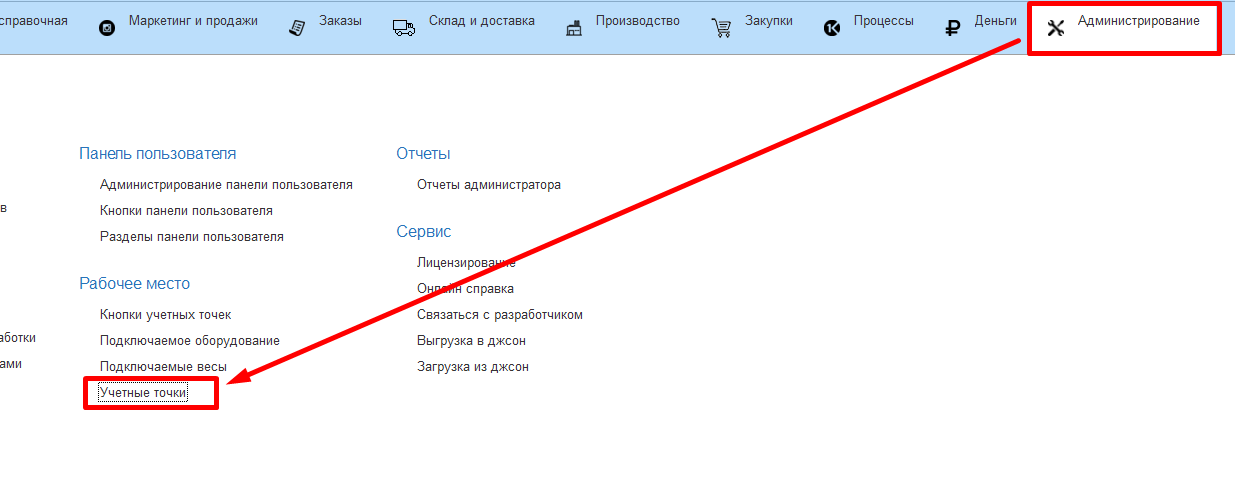 справочная
Маркетинг и продажи
Заказы
Склад и доставка
Производство
Закупки
Процессы
Деньги
Администрирование
Панель пользователя
Администрирование панели пользователя
Кнопки панели пользователя
Разделы панели пользователя
Рабочее место
Кнопки учетных точек
Подключаемое оборудование
Подключаемые весы
Учетные точки
Отчеты
Отчеты администратора
Сервис
Лицензирование
Онлайн справка
Связаться с разработчиком
Выгрузка в джсон
Загрузка из джсон
в
аботки
ами